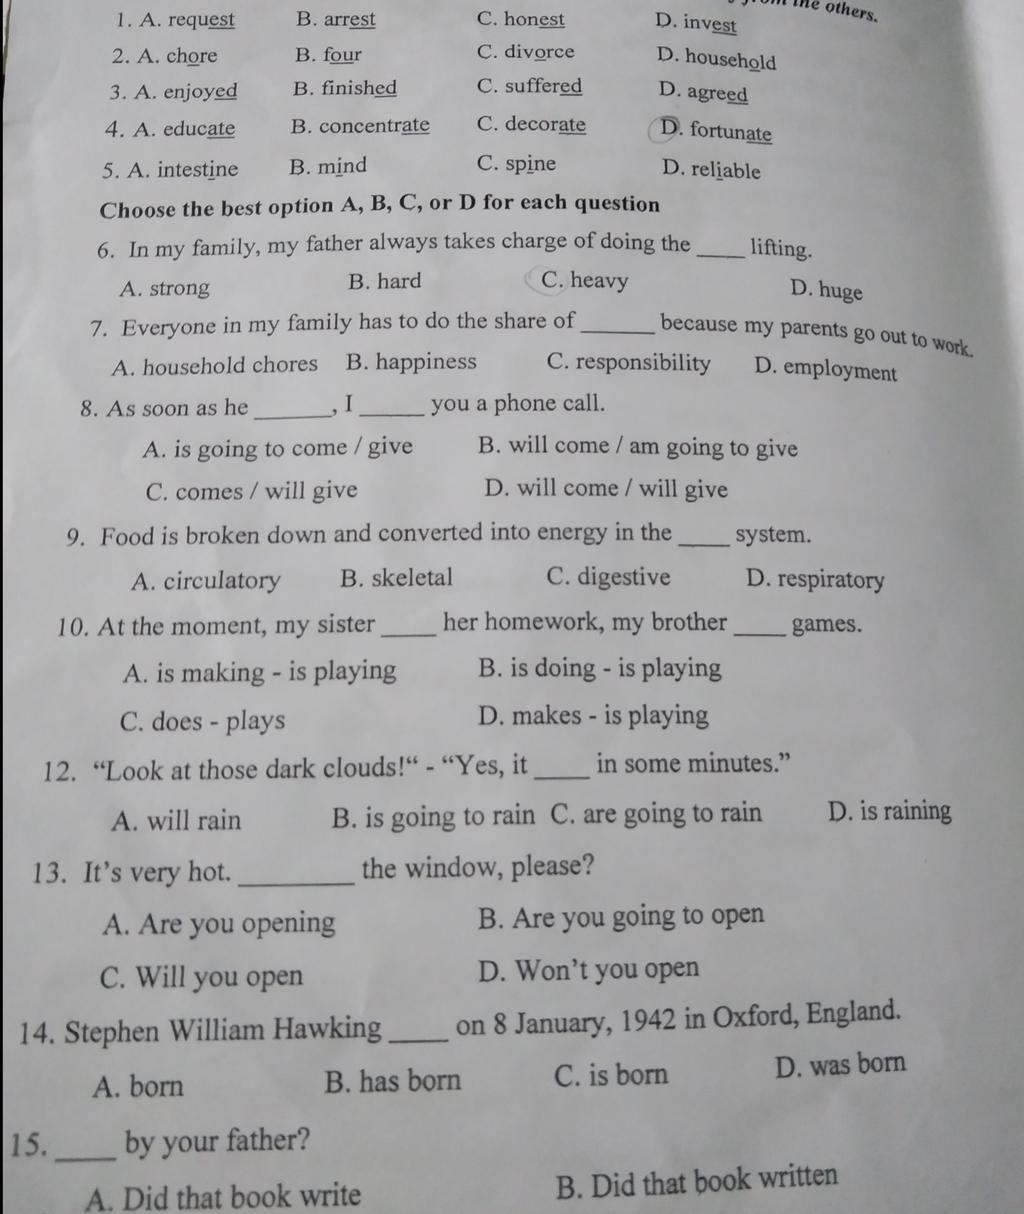 the others.
1. A. request B. arrest C. honest D. invest
2. A. chore B. four C. divorce D. household
3. A. enjoyed B. finished C. suffered D. agreed
4. A. educate B. concentrate C. decorate D. fortunate
5. A. intestine B. mind C. spine D. reliable
Choose the best option A, B, C, or D for each question
6. In my family, my father always takes charge of doing the ____ lifting.
A. strong B. hard C. heavy D. huge
7. Everyone in my family has to do the share of ______ because my parents go out to work.
A. household chores B. happiness C. responsibility D. employment
8. As soon as he ______, I _____ you a phone call.
A. is going to come / give B. will come / am going to give
C. comes / will give D. will come / will give
9. Food is broken down and converted into energy in the ____ system.
A. circulatory B. skeletal C. digestive D. respiratory
10. At the moment, my sister ____ her homework, my brother ____ games.
A. is making - is playing B. is doing - is playing
C. does - plays D. makes - is playing
12. “Look at those dark clouds!“ - “Yes, it ____ in some minutes.”
A. will rain B. is going to rain C. are going to rain D. is raining
13. It’s very hot. ________ the window, please?
A. Are you opening B. Are you going to open
C. Will you open D. Won’t you open
14. Stephen William Hawking ____ on 8 January, 1942 in Oxford, England.
A. born B. has born C. is born D. was born
15. ____ by your father?
A. Did that book write B. Did that book written